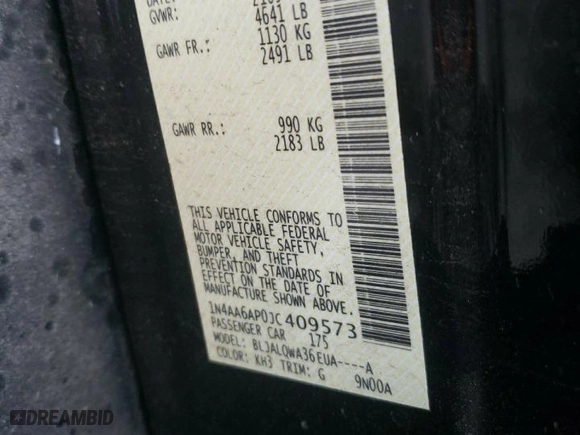 GVWR: 4641 LB
1130 KG
GAWR FR.: 2491 LB
990 KG
GAWR RR.: 2183 LB
THIS VEHICLE CONFORMS TO
ALL APPLICABLE FEDERAL
MOTOR VEHICLE SAFETY,
BUMPER, AND THEFT
PREVENTION STANDARDS IN
EFFECT ON THE DATE OF
MANUFACTURE SHOWN ABOVE.
1N4AA6AP0JC409573
PASSENGER CAR 175
MODEL: BLJALQWA36EUA----A
COLOR: KH3 TRIM: G 9N00A
DREAMBID